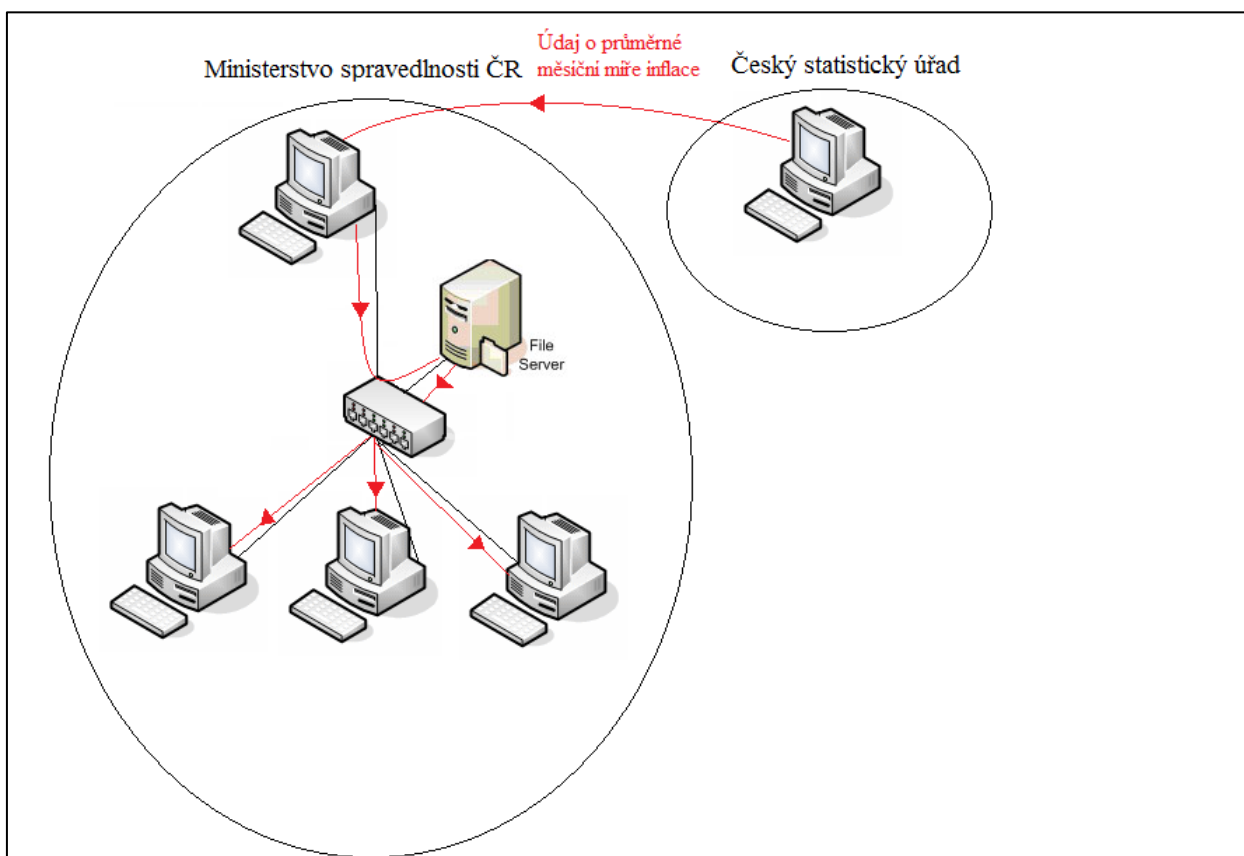 Ministerstvo spravedlnosti ČR
Údaj o průměrné
měsíční míře inflace
Český statistický úřad
File
Server